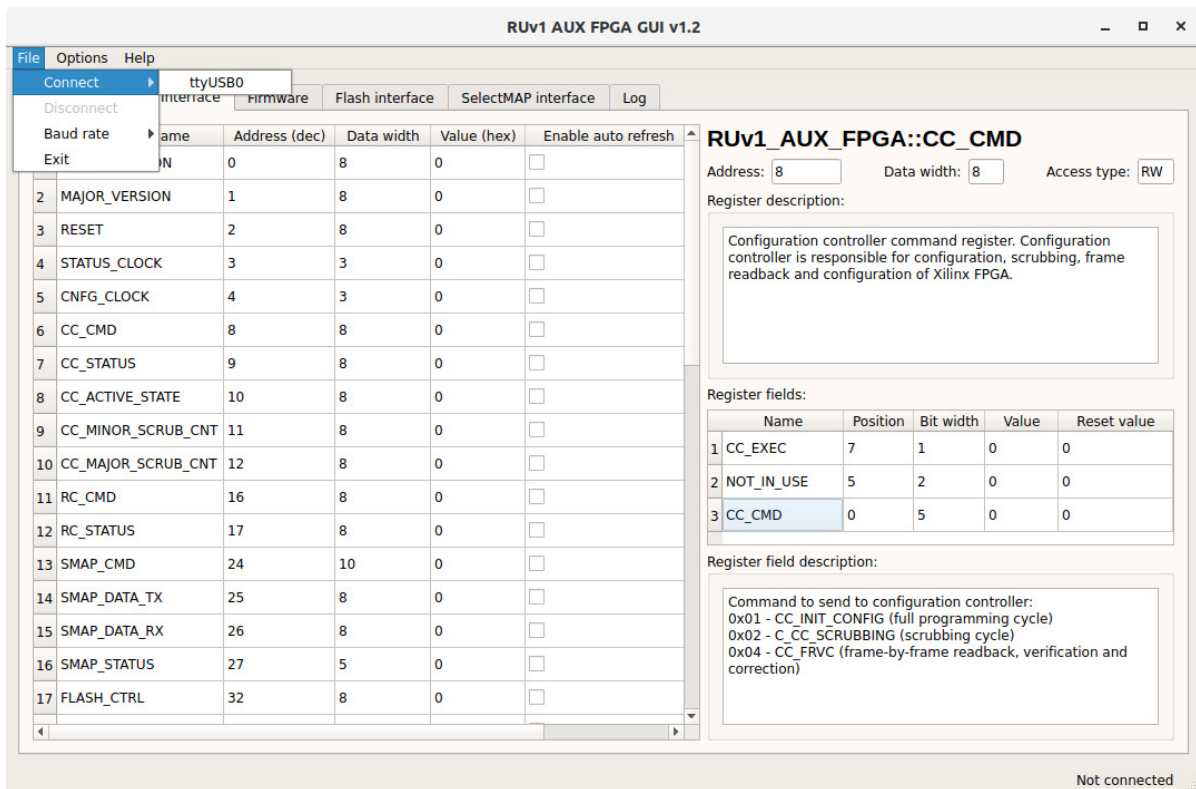 RUv1 AUX FPGA GUI v1.2
File Options Help
Connect ttyUSB0
Disconnect
Baud rate
Exit
Interface Firmware Flash interface SelectMAP interface Log
ame Address (dec) Data width Value (hex) Enable auto refresh
ON 0 8 0
2 MAJOR_VERSION 1 8 0
3 RESET 2 8 0
4 STATUS_CLOCK 3 3 0
5 CNFG_CLOCK 4 3 0
6 CC_CMD 8 8 0
7 CC_STATUS 9 8 0
8 CC_ACTIVE_STATE 10 8 0
9 CC_MINOR_SCRUB_CNT 11 8 0
10 CC_MAJOR_SCRUB_CNT 12 8 0
11 RC_CMD 16 8 0
12 RC_STATUS 17 8 0
13 SMAP_CMD 24 10 0
14 SMAP_DATA_TX 25 8 0
15 SMAP_DATA_RX 26 8 0
16 SMAP_STATUS 27 5 0
17 FLASH_CTRL 32 8 0
RUv1_AUX_FPGA::CC_CMD
Address: 8 Data width: 8 Access type: RW
Register description:
Configuration controller command register. Configuration
controller is responsible for configuration, scrubbing, frame
readback and configuration of Xilinx FPGA.
Register fields:
Name Position Bit width Value Reset value
1 CC_EXEC 7 1 0 0
2 NOT_IN_USE 5 2 0 0
3 CC_CMD 0 5 0 0
Register field description:
Command to send to configuration controller:
0x01 - CC_INIT_CONFIG (full programming cycle)
0x02 - C_CC_SCRUBBING (scrubbing cycle)
0x04 - CC_FRVC (frame-by-frame readback, verification and
correction)
Not connected